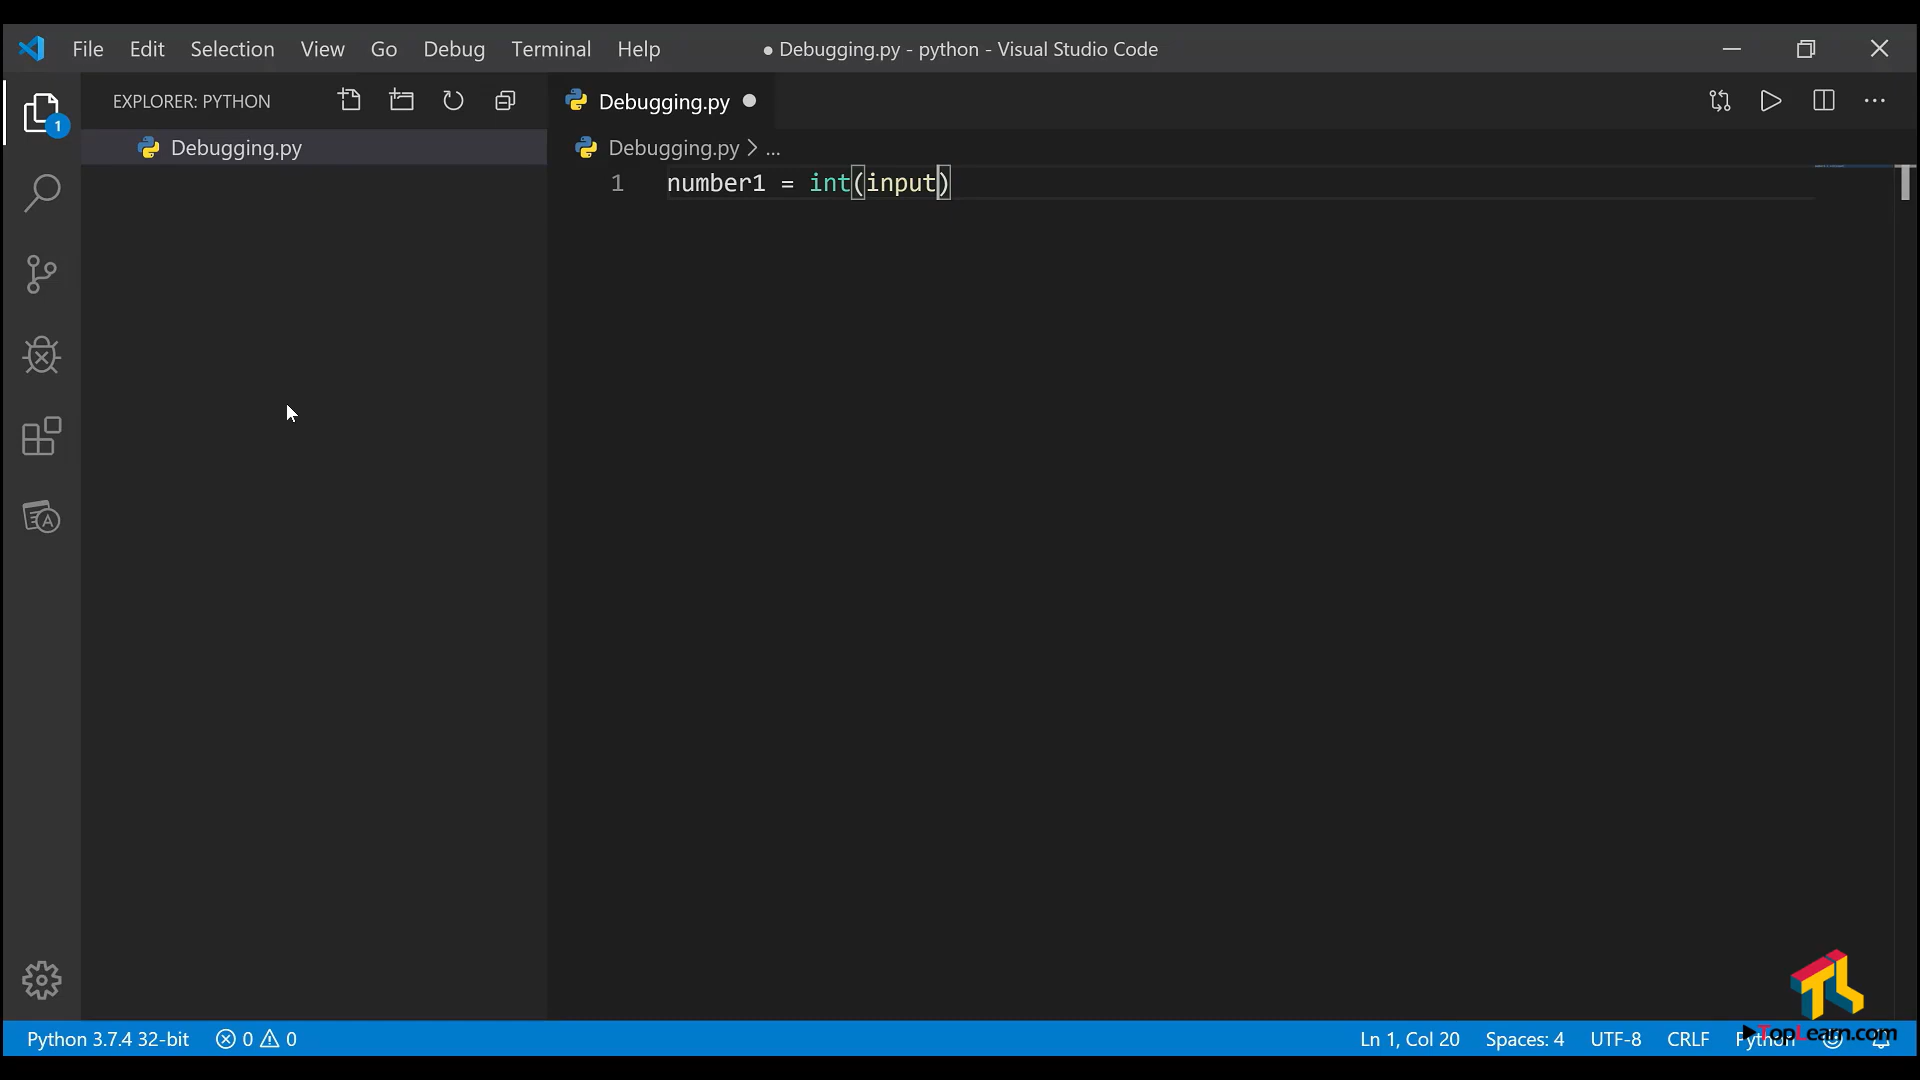 File Edit Selection View Go Debug Terminal Help
● Debugging.py - python - Visual Studio Code
EXPLORER: PYTHON
Debugging.py
1
Debugging.py
Debugging.py > ...
1 number1 = int(input)
Python 3.7.4 32-bit 0 0
Ln 1, Col 20 Spaces: 4 UTF-8 CRLF Python
TopLearn.com